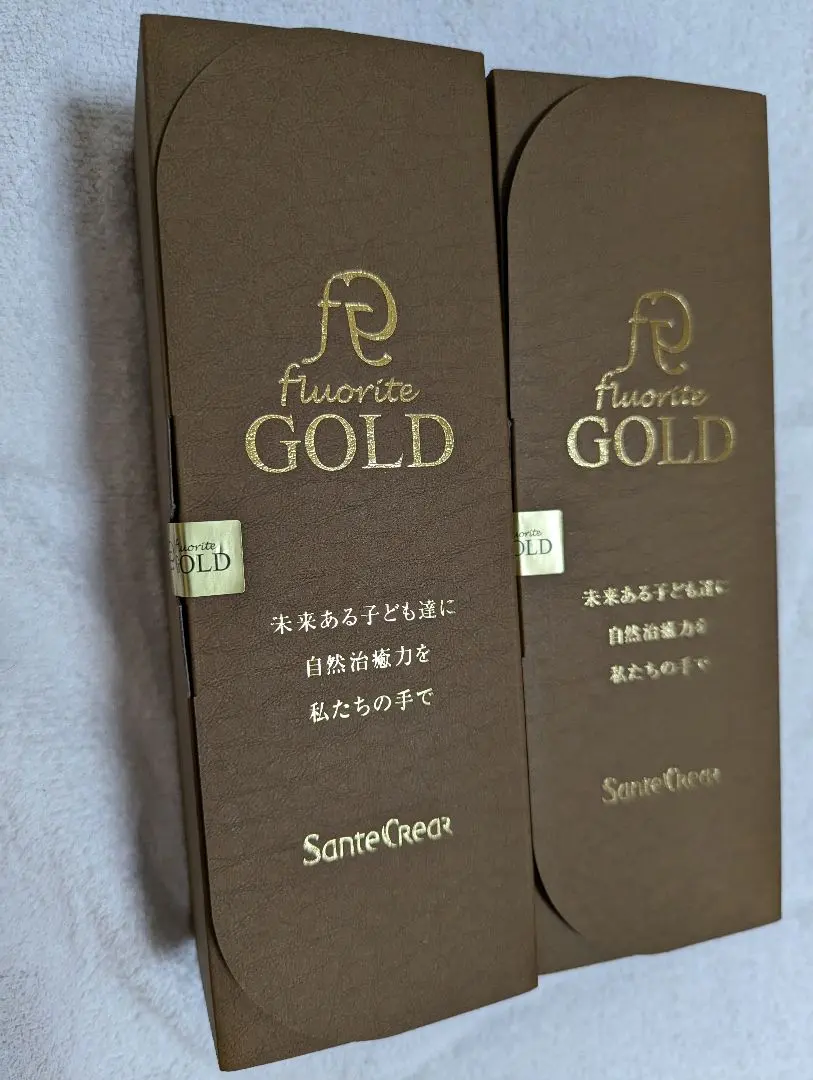 fluorite
GOLD
fluorite
GOLD
未来ある子ども達に
自然治癒力を
私たちの手で
SanteCrear
fluorite
GOLD
OLD
未来ある子ども達に
自然治癒力を
私たちの手で
SanteCrear